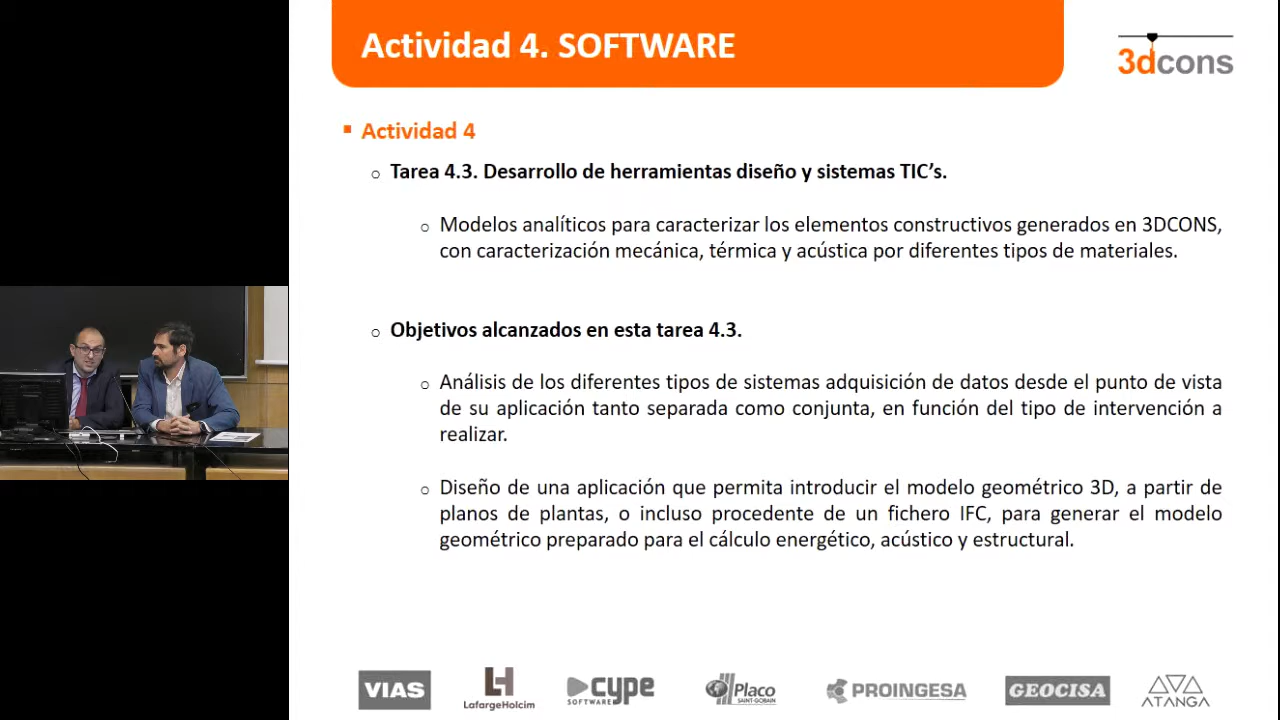 Actividad 4. SOFTWARE
3dcons
Actividad 4
Tarea 4.3. Desarrollo de herramientas diseño y sistemas TIC’s.
Modelos analíticos para caracterizar los elementos constructivos generados en 3DCONS,
con caracterización mecánica, térmica y acústica por diferentes tipos de materiales.
Objetivos alcanzados en esta tarea 4.3.
Análisis de los diferentes tipos de sistemas adquisición de datos desde el punto de vista
de su aplicación tanto separada como conjunta, en función del tipo de intervención a
realizar.
Diseño de una aplicación que permita introducir el modelo geométrico 3D, a partir de
planos de plantas, o incluso procedente de un fichero IFC, para generar el modelo
geométrico preparado para el cálculo energético, acústico y estructural.
VIAS
LafargeHolcim
cype
SOFTWARE
Placo
SAINT-GOBAIN
PROINGESA
GEOCISA
ATANGA